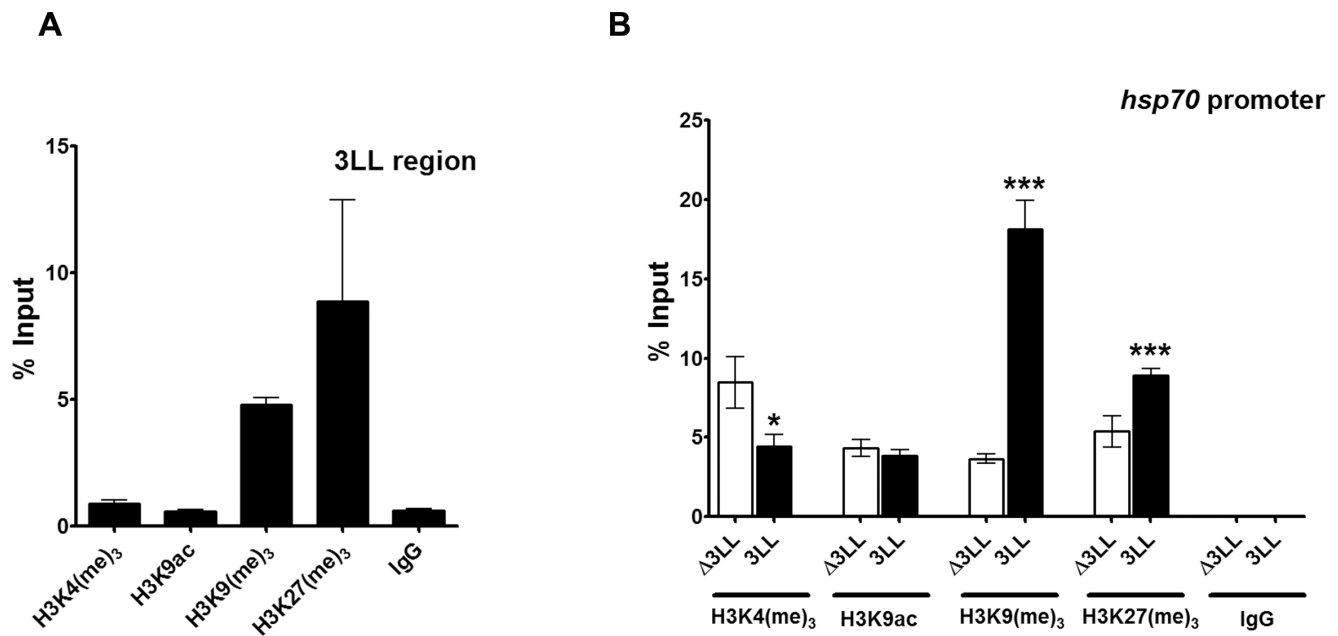 A
3LL region
% Input
15
10
5
0
H3K4(me)₃
H3K9ac
H3K9(me)₃
H3K27(me)₃
IgG
B
hsp70 promoter
% Input
25
20
15
10
5
0
*
***
***
Δ3LL 3LL Δ3LL 3LL Δ3LL 3LL Δ3LL 3LL Δ3LL 3LL
H3K4(me)₃ H3K9ac H3K9(me)₃ H3K27(me)₃ IgG